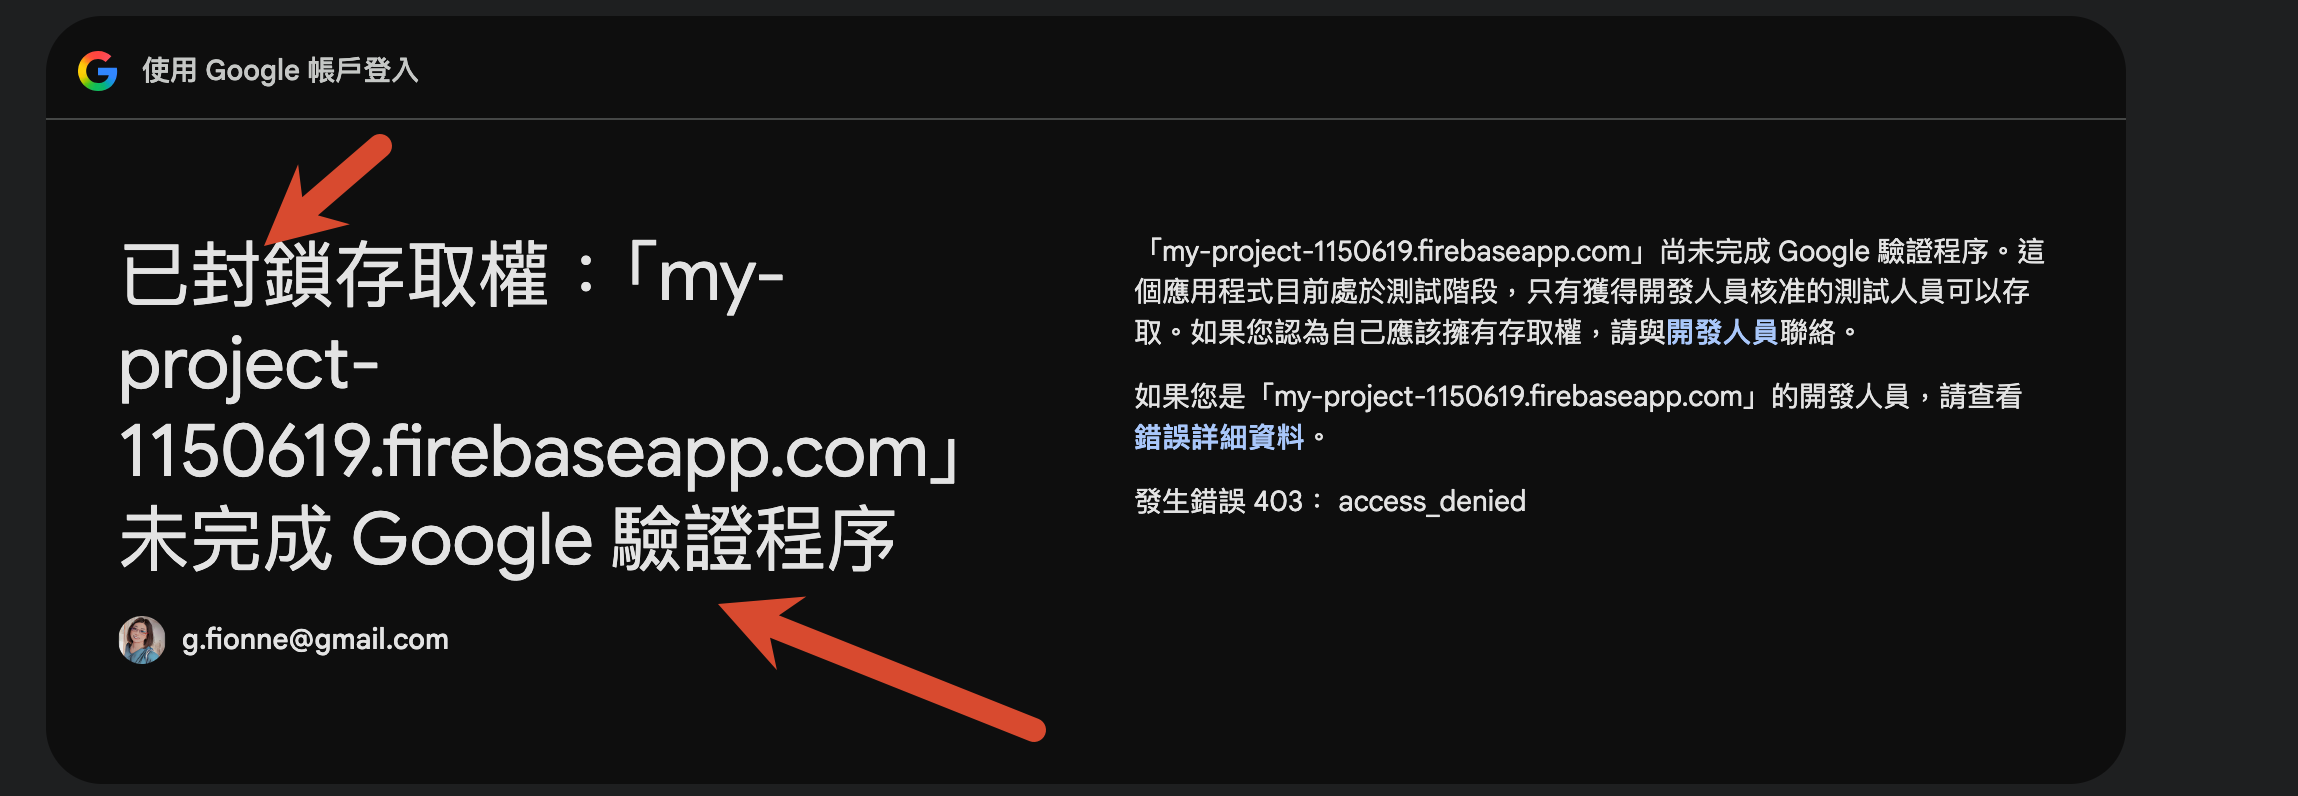 使用 Google 帳戶登入
已封鎖存取權：「my-
project-
1150619.firebaseapp.com」
未完成 Google 驗證程序
g.fionne@gmail.com
「my-project-1150619.firebaseapp.com」尚未完成 Google 驗證程序。這
個應用程式目前處於測試階段，只有獲得開發人員核准的測試人員可以存
取。如果您認為自己應該擁有存取權，請與開發人員聯絡。
如果您是「my-project-1150619.firebaseapp.com」的開發人員，請查看
錯誤詳細資料。
發生錯誤 403： access_denied